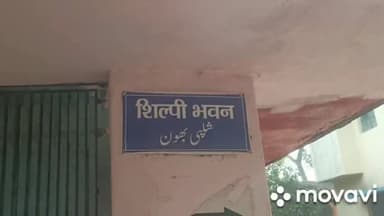 शिल्पी भवन
شلپی بھون
movavi